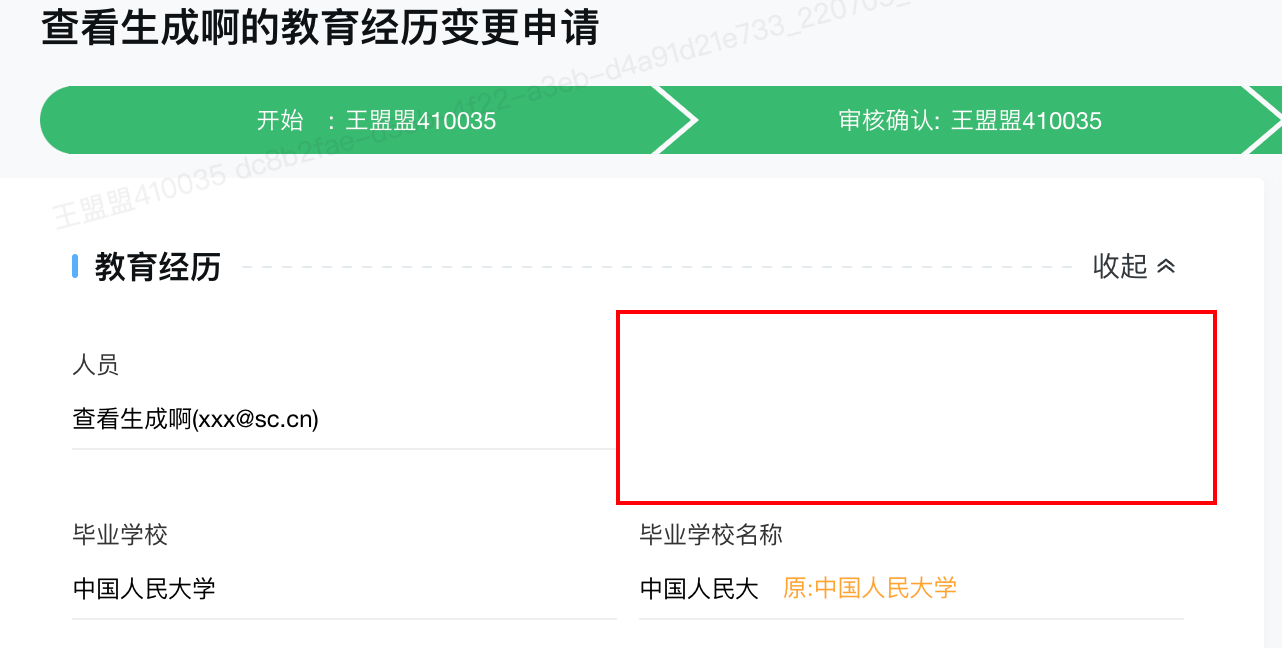 查看生成啊的教育经历变更申请
开始 : 王盟盟410035
审核确认: 王盟盟410035
王盟盟410035 dc8b2fae-d5 4f22-a3eb-d4a91d21e733_220705_
教育经历
收起
人员
查看生成啊(xxx@sc.cn)
毕业学校
毕业学校名称
中国人民大学
中国人民大 原:中国人民大学